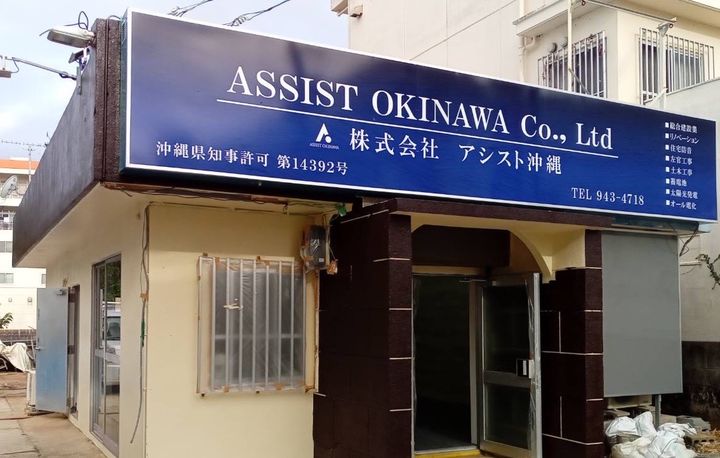 ASSIST OKINAWA Co., Ltd
ASSIST OKINAWA
株式会社 アシスト沖縄
沖縄県知事許可 第14392号
TEL 943-4718
■総合建設業
■リノベーション
■住宅防音
■左官工事
■土木工事
■蓄電池
■太陽光発電
■オール電化